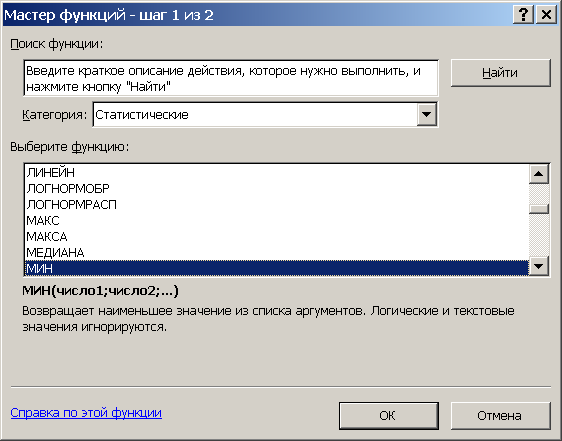 Мастер функций - шаг 1 из 2
Поиск функции:
Введите краткое описание действия, которое нужно выполнить, и
нажмите кнопку "Найти"
Найти
Категория: Статистические
Выберите функцию:
ЛИНЕЙН
ЛОГНОРМОБР
ЛОГНОРМРАСП
МАКС
МАКСА
МЕДИАНА
МИН
МИН(число1;число2;...)
Возвращает наименьшее значение из списка аргументов. Логические и текстовые
значения игнорируются.
Справка по этой функции
ОК
Отмена